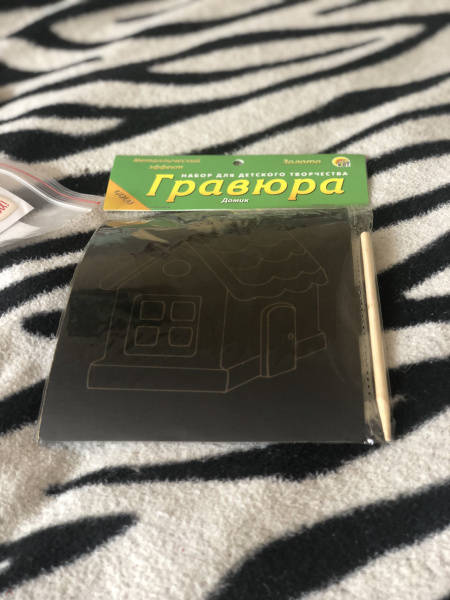 Металлический эффект
Золото
НАБОР ДЛЯ ДЕТСКОГО ТВОРЧЕСТВА
Гравюра
Домик